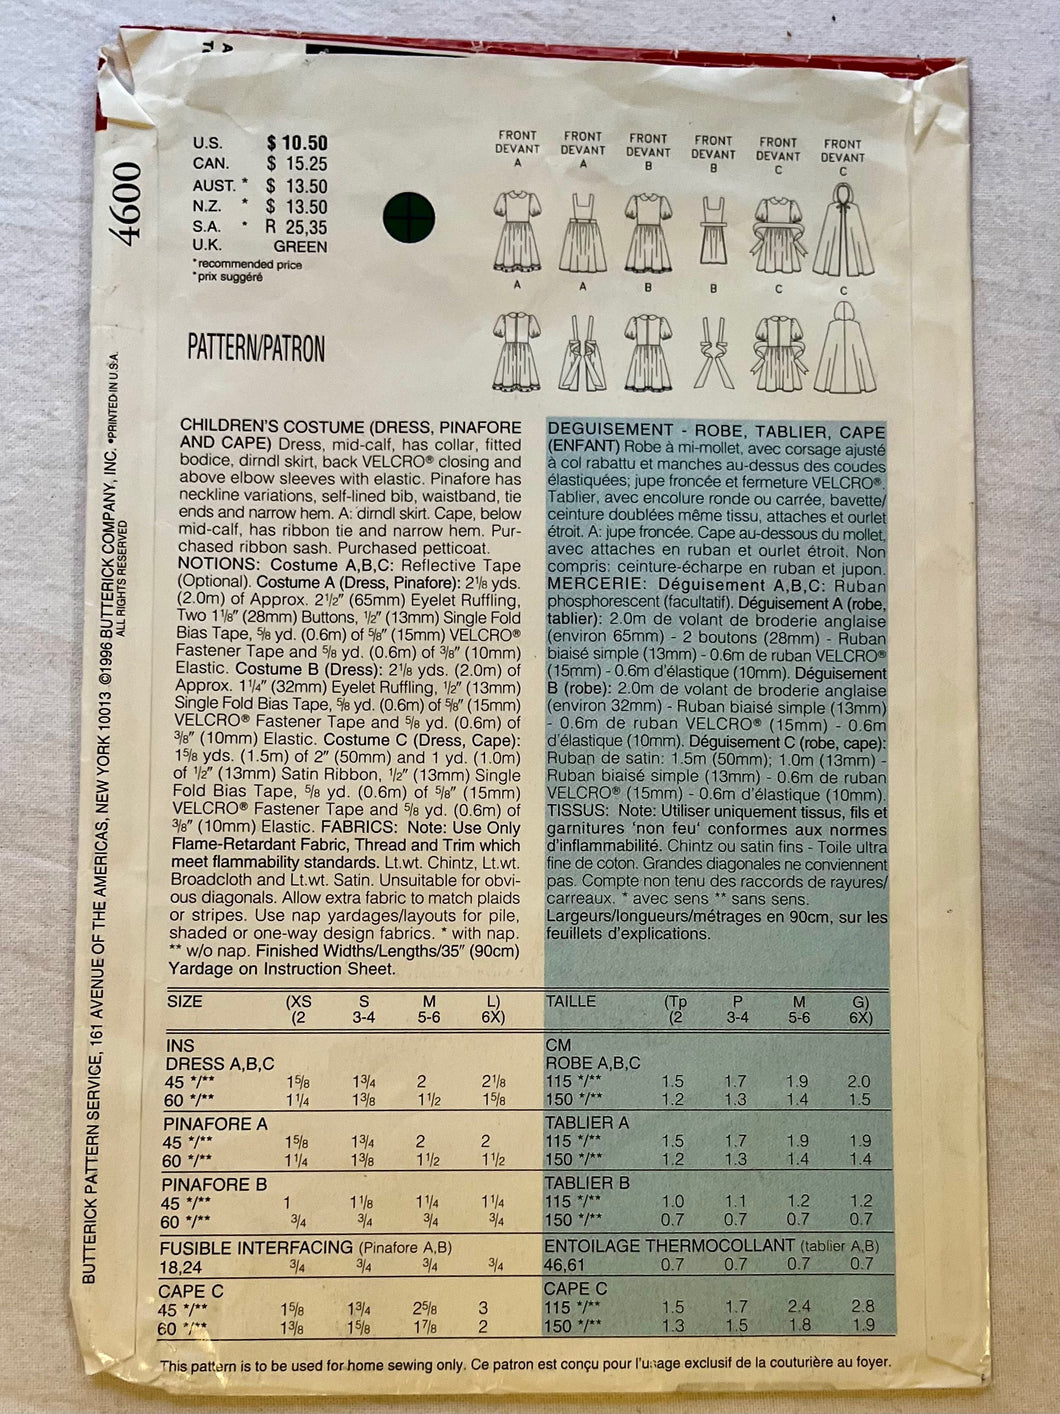 4600
U.S. $ 10.50
CAN. $ 15.25
AUST. * $ 13.50
N.Z. * $ 13.50
S.A. * R 25,35
U.K. GREEN
*recommended price
*prix suggéré
PATTERN/PATRON
FRONT FRONT FRONT FRONT FRONT FRONT
DEVANT DEVANT DEVANT DEVANT DEVANT DEVANT
A A B B C C
A A B B C C
CHILDREN'S COSTUME (DRESS, PINAFORE
AND CAPE) Dress, mid-calf, has collar, fitted
bodice, dirndl skirt, back VELCRO® closing and
above elbow sleeves with elastic. Pinafore has
neckline variations, self-lined bib, waistband, tie
ends and narrow hem. A: dirndl skirt. Cape, below
mid-calf, has ribbon tie and narrow hem. Pur-
chased ribbon sash. Purchased petticoat.
NOTIONS: Costume A,B,C: Reflective Tape
(Optional). Costume A (Dress, Pinafore): 2⅛ yds.
(2.0m) of Approx. 2½" (65mm) Eyelet Ruffling,
Two 1⅛" (28mm) Buttons, ½" (13mm) Single Fold
Bias Tape, ⅝ yd. (0.6m) of ⅝" (15mm) VELCRO®
Fastener Tape and ⅝ yd. (0.6m) of ⅜" (10mm)
Elastic. Costume B (Dress): 2⅛ yds. (2.0m) of
Approx. 1¼" (32mm) Eyelet Ruffling, ½" (13mm)
Single Fold Bias Tape, ⅝ yd. (0.6m) of ⅝" (15mm)
VELCRO® Fastener Tape and ⅝ yd. (0.6m) of
⅜" (10mm) Elastic. Costume C (Dress, Cape):
1⅝ yds. (1.5m) of 2" (50mm) and 1 yd. (1.0m)
of ½" (13mm) Satin Ribbon, ½" (13mm) Single
Fold Bias Tape, ⅝ yd. (0.6m) of ⅝" (15mm)
VELCRO® Fastener Tape and ⅝ yd. (0.6m) of
⅜" (10mm) Elastic. FABRICS: Note: Use Only
Flame-Retardant Fabric, Thread and Trim which
meet flammability standards. Lt.wt. Chintz, Lt.wt.
Broadcloth and Lt.wt. Satin. Unsuitable for obvi-
ous diagonals. Allow extra fabric to match plaids
or stripes. Use nap yardages/layouts for pile,
shaded or one-way design fabrics. * with nap.
** w/o nap. Finished Widths/Lengths/35" (90cm)
Yardage on Instruction Sheet.
DEGUISEMENT - ROBE, TABLIER, CAPE
(ENFANT) Robe à mi-mollet, avec corsage ajusté
à col rabattu et manches au-dessus des coudes
élastiquées; jupe froncée et fermeture VELCRO®.
Tablier, avec encolure ronde ou carrée, bavette/
ceinture doublées même tissu, attaches et ourlet
étroit. A: jupe froncée. Cape au-dessous du mollet,
avec attaches en ruban et ourlet étroit. Non
compris: ceinture-écharpe en ruban et jupon.
MERCERIE: Déguisement A,B,C: Ruban
phosphorescent (facultatif). Déguisement A (robe,
tablier): 2.0m de volant de broderie anglaise
(environ 65mm) - 2 boutons (28mm) - Ruban
biaisé simple (13mm) - 0.6m de ruban VELCRO®
(15mm) - 0.6m d'élastique (10mm). Déguisement
B (robe): 2.0m de volant de broderie anglaise
(environ 32mm) - Ruban biaisé simple (13mm)
- 0.6m de ruban VELCRO® (15mm) - 0.6m
d'élastique (10mm). Déguisement C (robe, cape):
Ruban de satin: 1.5m (50mm); 1.0m (13mm) -
Ruban biaisé simple (13mm) - 0.6m de ruban
VELCRO® (15mm) - 0.6m d'élastique (10mm).
TISSUS: Note: Utiliser uniquement tissus, fils et
garnitures 'non feu' conformes aux normes
d'inflammabilité. Chintz ou satin fins - Toile ultra
fine de coton. Grandes diagonales ne conviennent
pas. Compte non tenu des raccords de rayures/
carreaux. * avec sens ** sans sens.
Largeurs/longueurs/métrages en 90cm, sur les
feuillets d'explications.
SIZE (XS S M L) TAILLE (Tp P M G)
(2 3-4 5-6 6X) (2 3-4 5-6 6X)
INS CM
DRESS A,B,C ROBE A,B,C
45 */** 1⅝ 1¾ 2 2⅛ 115 */** 1.5 1.7 1.9 2.0
60 */** 1¼ 1⅜ 1½ 1⅝ 150 */** 1.2 1.3 1.4 1.5
PINAFORE A TABLIER A
45 */** 1⅝ 1¾ 2 2 115 */** 1.5 1.7 1.9 1.9
60 */** 1¼ 1⅜ 1½ 1½ 150 */** 1.2 1.3 1.4 1.4
PINAFORE B TABLIER B
45 */** 1 1⅛ 1¼ 1¼ 115 */** 1.0 1.1 1.2 1.2
60 */** ¾ ¾ ¾ ¾ 150 */** 0.7 0.7 0.7 0.7
FUSIBLE INTERFACING (Pinafore A,B) ENTOILAGE THERMOCOLLANT (tablier A,B)
18,24 ¾ ¾ ¾ ¾ 46,61 0.7 0.7 0.7 0.7
CAPE C CAPE C
45 */** 1⅝ 1¾ 2⅝ 3 115 */** 1.5 1.7 2.4 2.8
60 */** 1⅜ 1⅝ 1⅞ 2 150 */** 1.3 1.5 1.8 1.9
This pattern is to be used for home sewing only. Ce patron est conçu pour l'usage exclusif de la couturière au foyer.
BUTTERICK PATTERN SERVICE, 161 AVENUE OF THE AMERICAS, NEW YORK 10013 ©1996 BUTTERICK COMPANY, INC. •PRINTED IN U.S.A.
ALL RIGHTS RESERVED